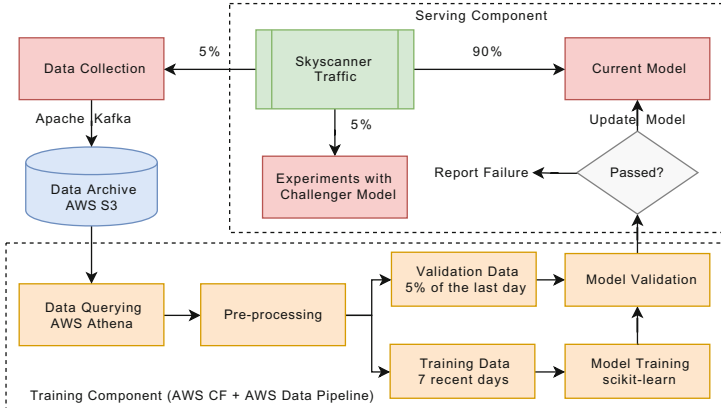 Serving Component
Data Collection
5%
Skyscanner
Traffic
90%
Current Model
Apache Kafka
5%
Update Model
Data Archive
AWS S3
Experiments with
Challenger Model
Report Failure
Passed?
Data Querying
AWS Athena
Pre-processing
Validation Data
5% of the last day
Model Validation
Training Data
7 recent days
Model Training
scikit-learn
Training Component (AWS CF + AWS Data Pipeline)